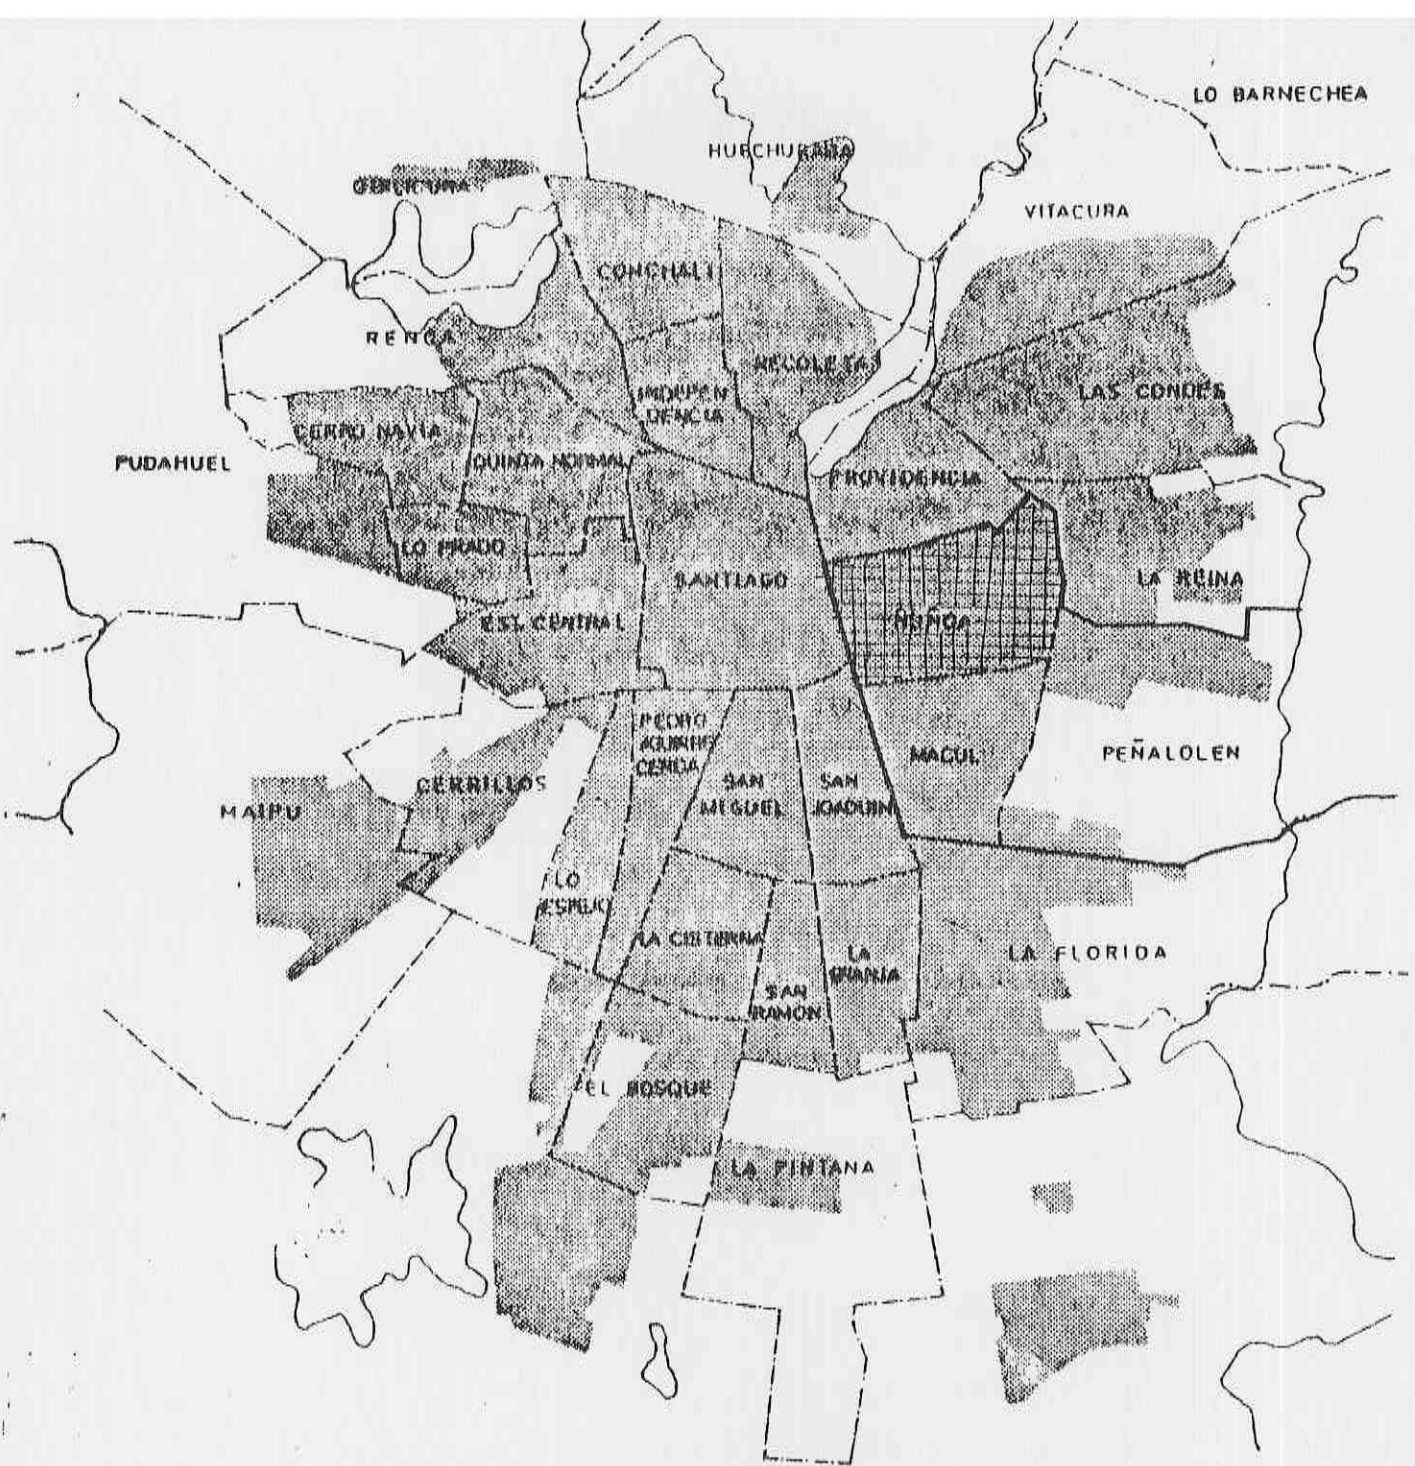 LO BARNECHEA
HUECHURABA
QUILICURA
VITACURA
CONCHALI
RENCA
RECOLETA
LAS CONDES
INDEPEN
DENCIA
CERRO NAVIA
PUDAHUEL
QUINTA NORMAL
PROVIDENCIA
LO PRADO
SANTIAGO
LA REINA
ÑUÑOA
EST. CENTRAL
PEDRO
AGUIRRE
CERDA
MACUL
PEÑALOLEN
CERRILLOS
SAN
MIGUEL
SAN
JOAQUIN
MAIPU
LO
ESPEJO
LA CISTERNA
LA
GRANJA
LA FLORIDA
SAN
RAMON
EL BOSQUE
LA PINTANA